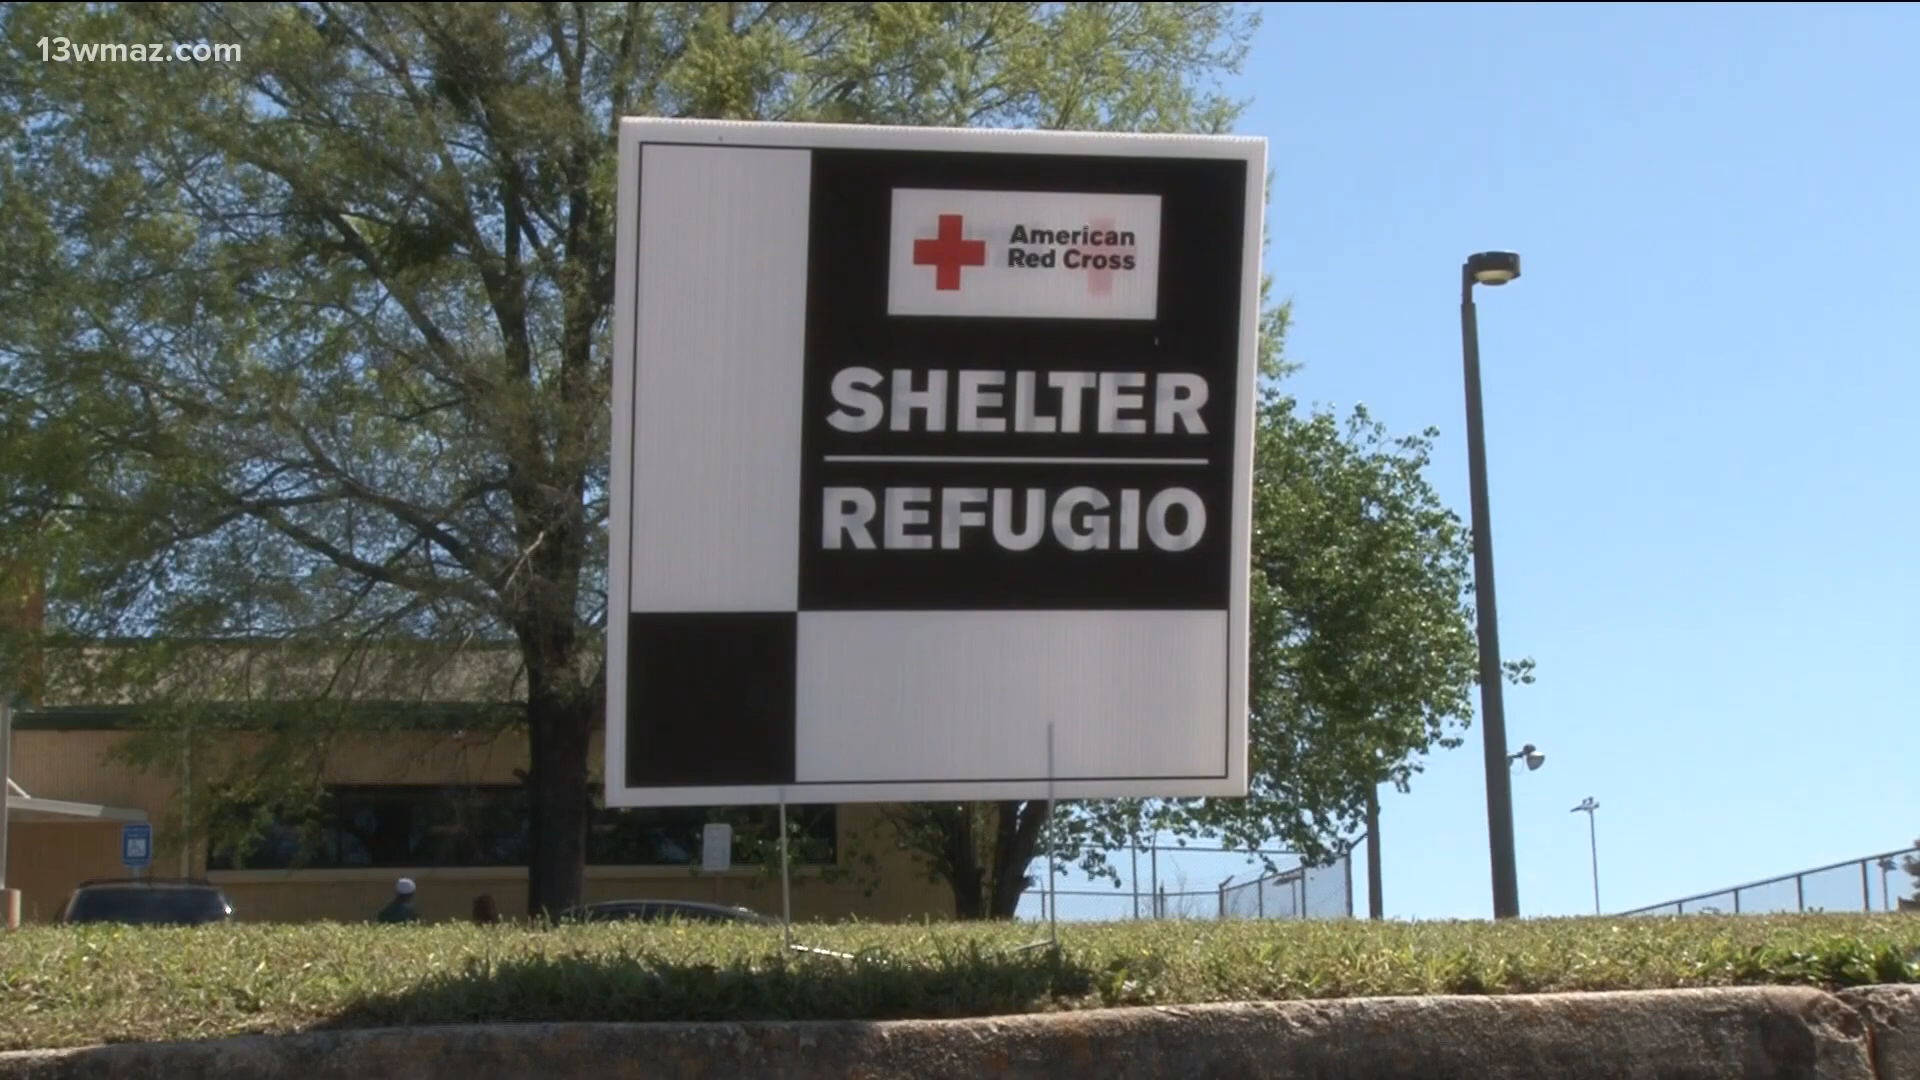 13wmaz.com
American
Red Cross
SHELTER
REFUGIO